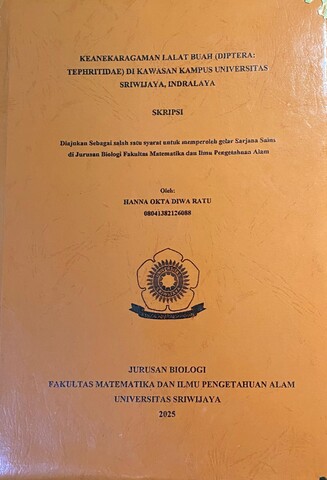 KEANEKARAGAMAN LALAT BUAH (DIPTERA:
TEPHRITIDAE) DI KAWASAN KAMPUS UNIVERSITAS
SRIWIJAYA, INDRALAYA
SKRIPSI
Diajukan Sebagai salah satu syarat untuk memperoleh gelar Sarjana Sains
di Jurusan Biologi Fakultas Matematika dan Ilmu Pengetahuan Alam
Oleh:
HANNA OKTA DIWA RATU
08041382126088
JURUSAN BIOLOGI
FAKULTAS MATEMATIKA DAN ILMU PENGETAHUAN ALAM
UNIVERSITAS SRIWIJAYA
2025